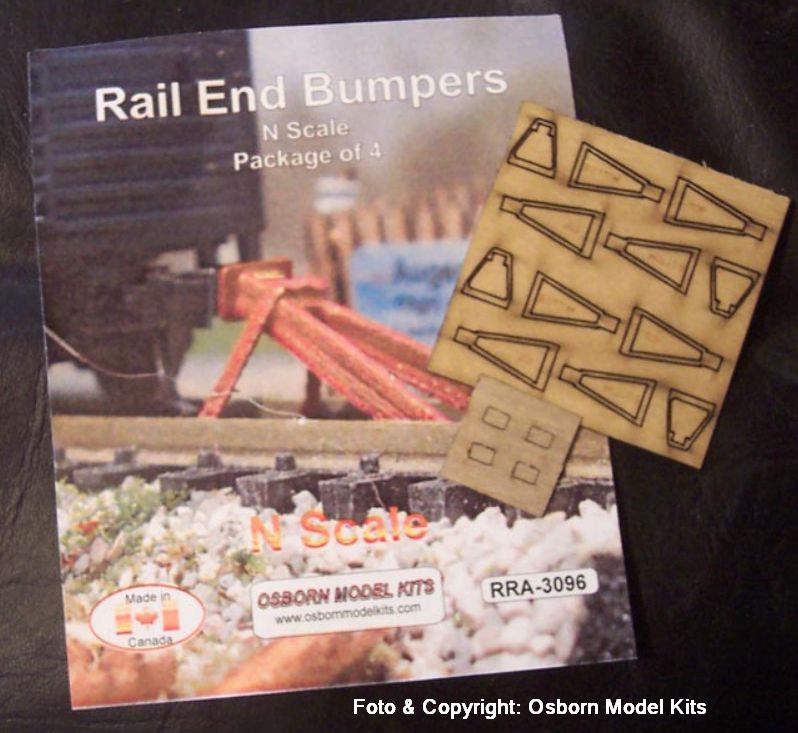 Rail End Bumpers
N Scale
Package of 4
N Scale
Made in
Canada
OSBORN MODEL KITS
www.osbornmodelkits.com
RRA-3096
Foto & Copyright: Osborn Model Kits